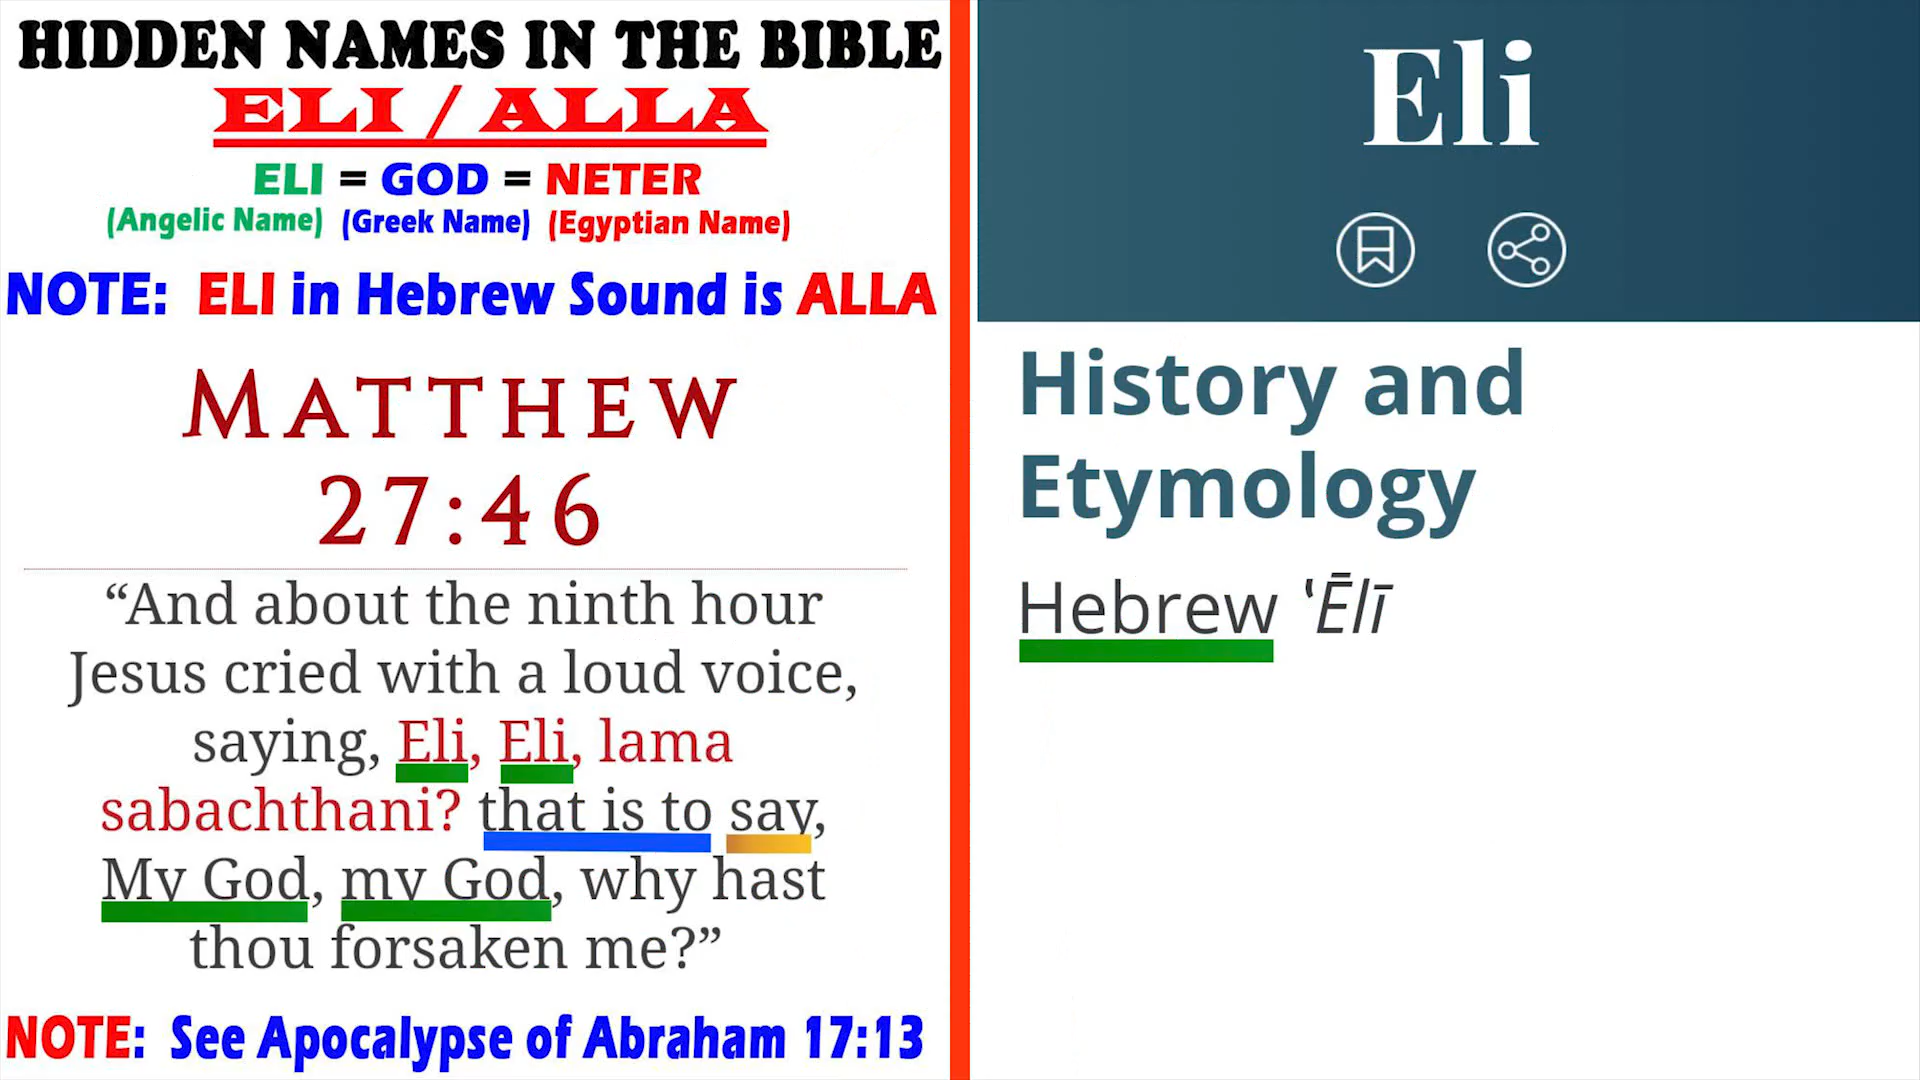 HIDDEN NAMES IN THE BIBLE
ELI / ALLA
ELI = GOD = NETER
(Angelic Name) (Greek Name) (Egyptian Name)
NOTE: ELI in Hebrew Sound is ALLA
MATTHEW
27:46
“And about the ninth hour
Jesus cried with a loud voice,
saying, Eli, Eli, lama
sabachthani? that is to say,
My God, my God, why hast
thou forsaken me?”
NOTE: See Apocalypse of Abraham 17:13
Eli
History and
Etymology
Hebrew ʽĒlī